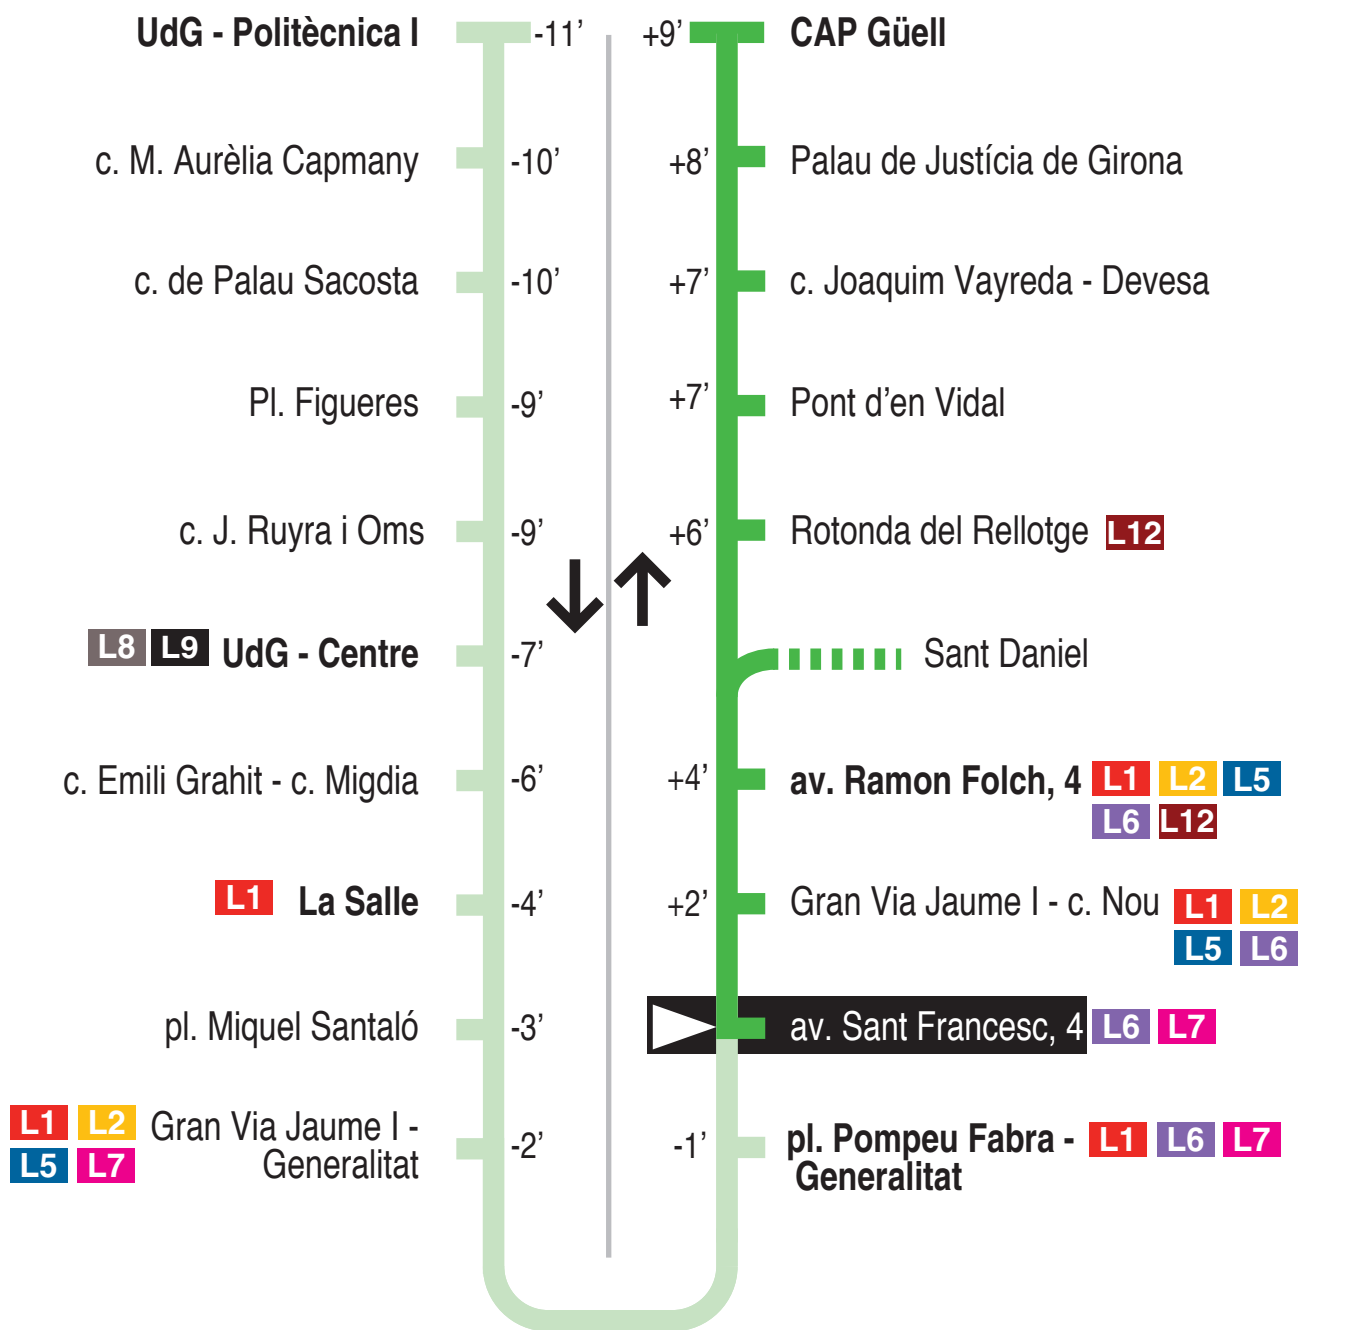 UdG - Politècnica I -11’ +9’ CAP Güell
c. M. Aurèlia Capmany -10’ +8’ Palau de Justícia de Girona
c. de Palau Sacosta -10’ +7’ c. Joaquim Vayreda - Devesa
Pl. Figueres -9’ +7’ Pont d’en Vidal
c. J. Ruyra i Oms -9’ +6’ Rotonda del Rellotge L12
L8 L9 UdG - Centre -7’ Sant Daniel
c. Emili Grahit - c. Migdia -6’ +4’ av. Ramon Folch, 4 L1 L2 L5
L6 L12
L1 La Salle -4’ +2’ Gran Via Jaume I - c. Nou L1 L2
L5 L6
pl. Miquel Santaló -3’ av. Sant Francesc, 4 L6 L7
L1 L2 Gran Via Jaume I - -2’ -1’ pl. Pompeu Fabra - L1 L6 L7
L5 L7 Generalitat Generalitat